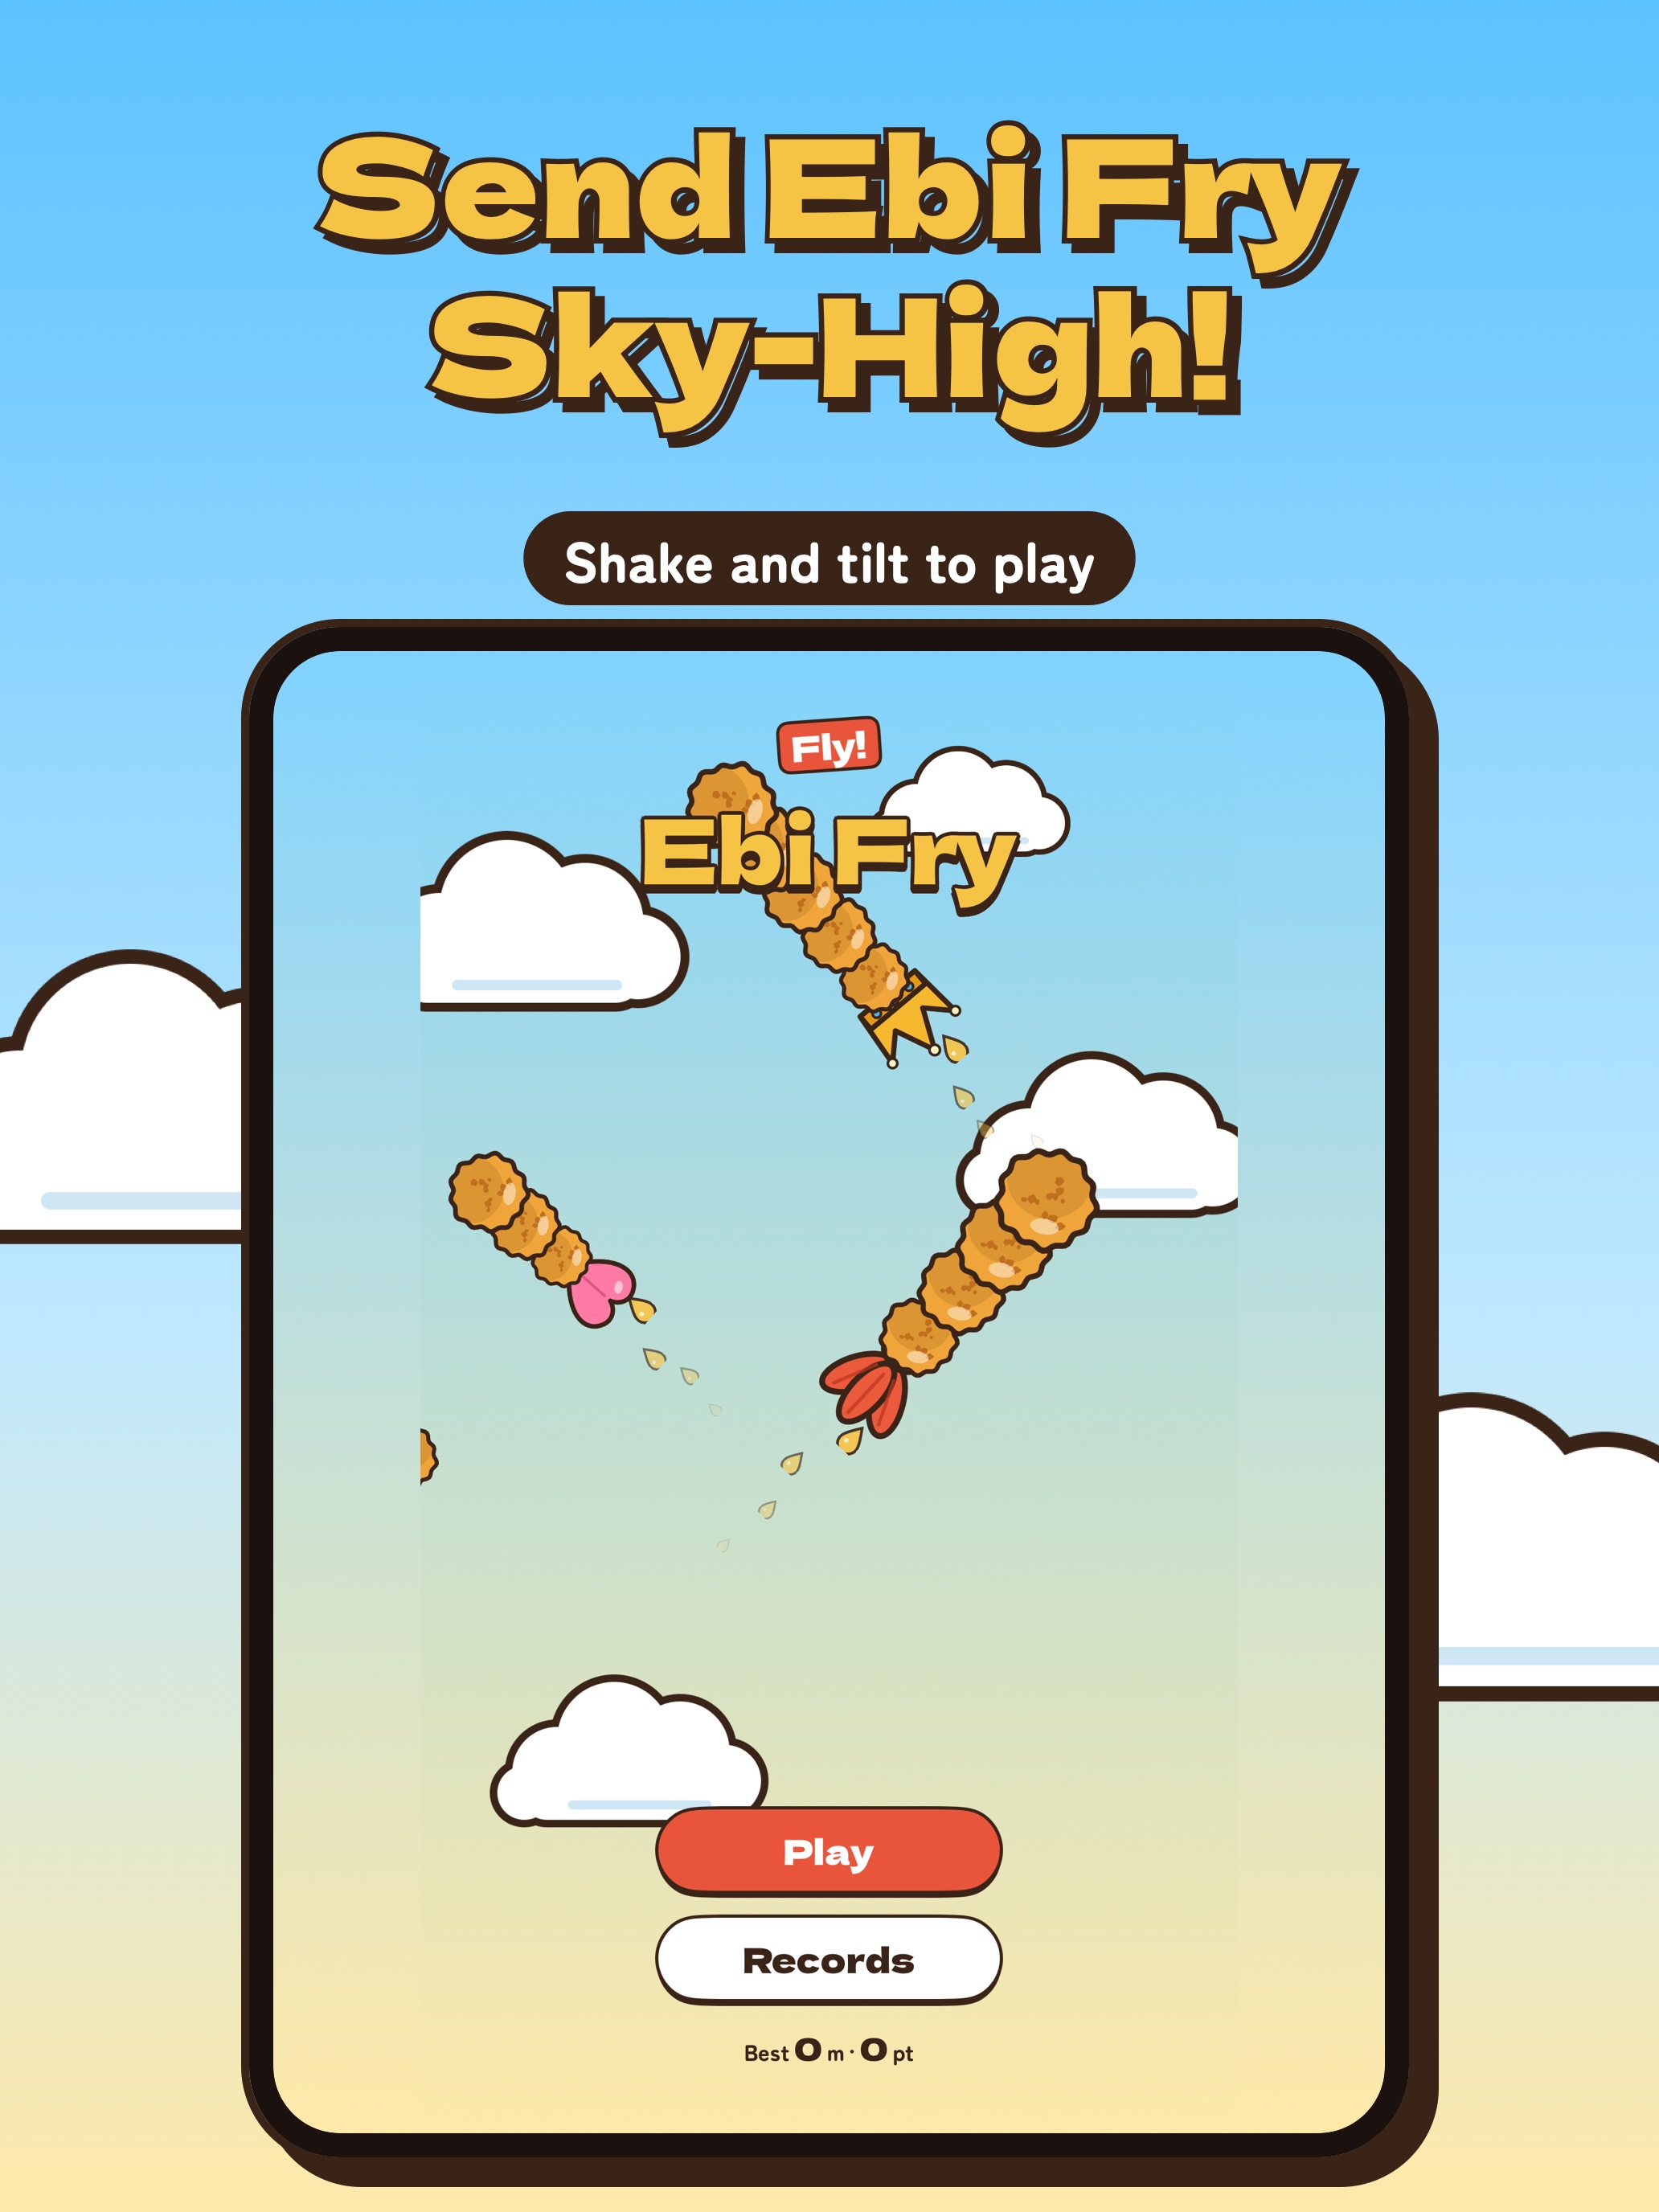 Send Ebi Fry
Sky-High!
Shake and tilt to play
Fly!
Ebi Fry
Play
Records
Best 0 m · 0 pt